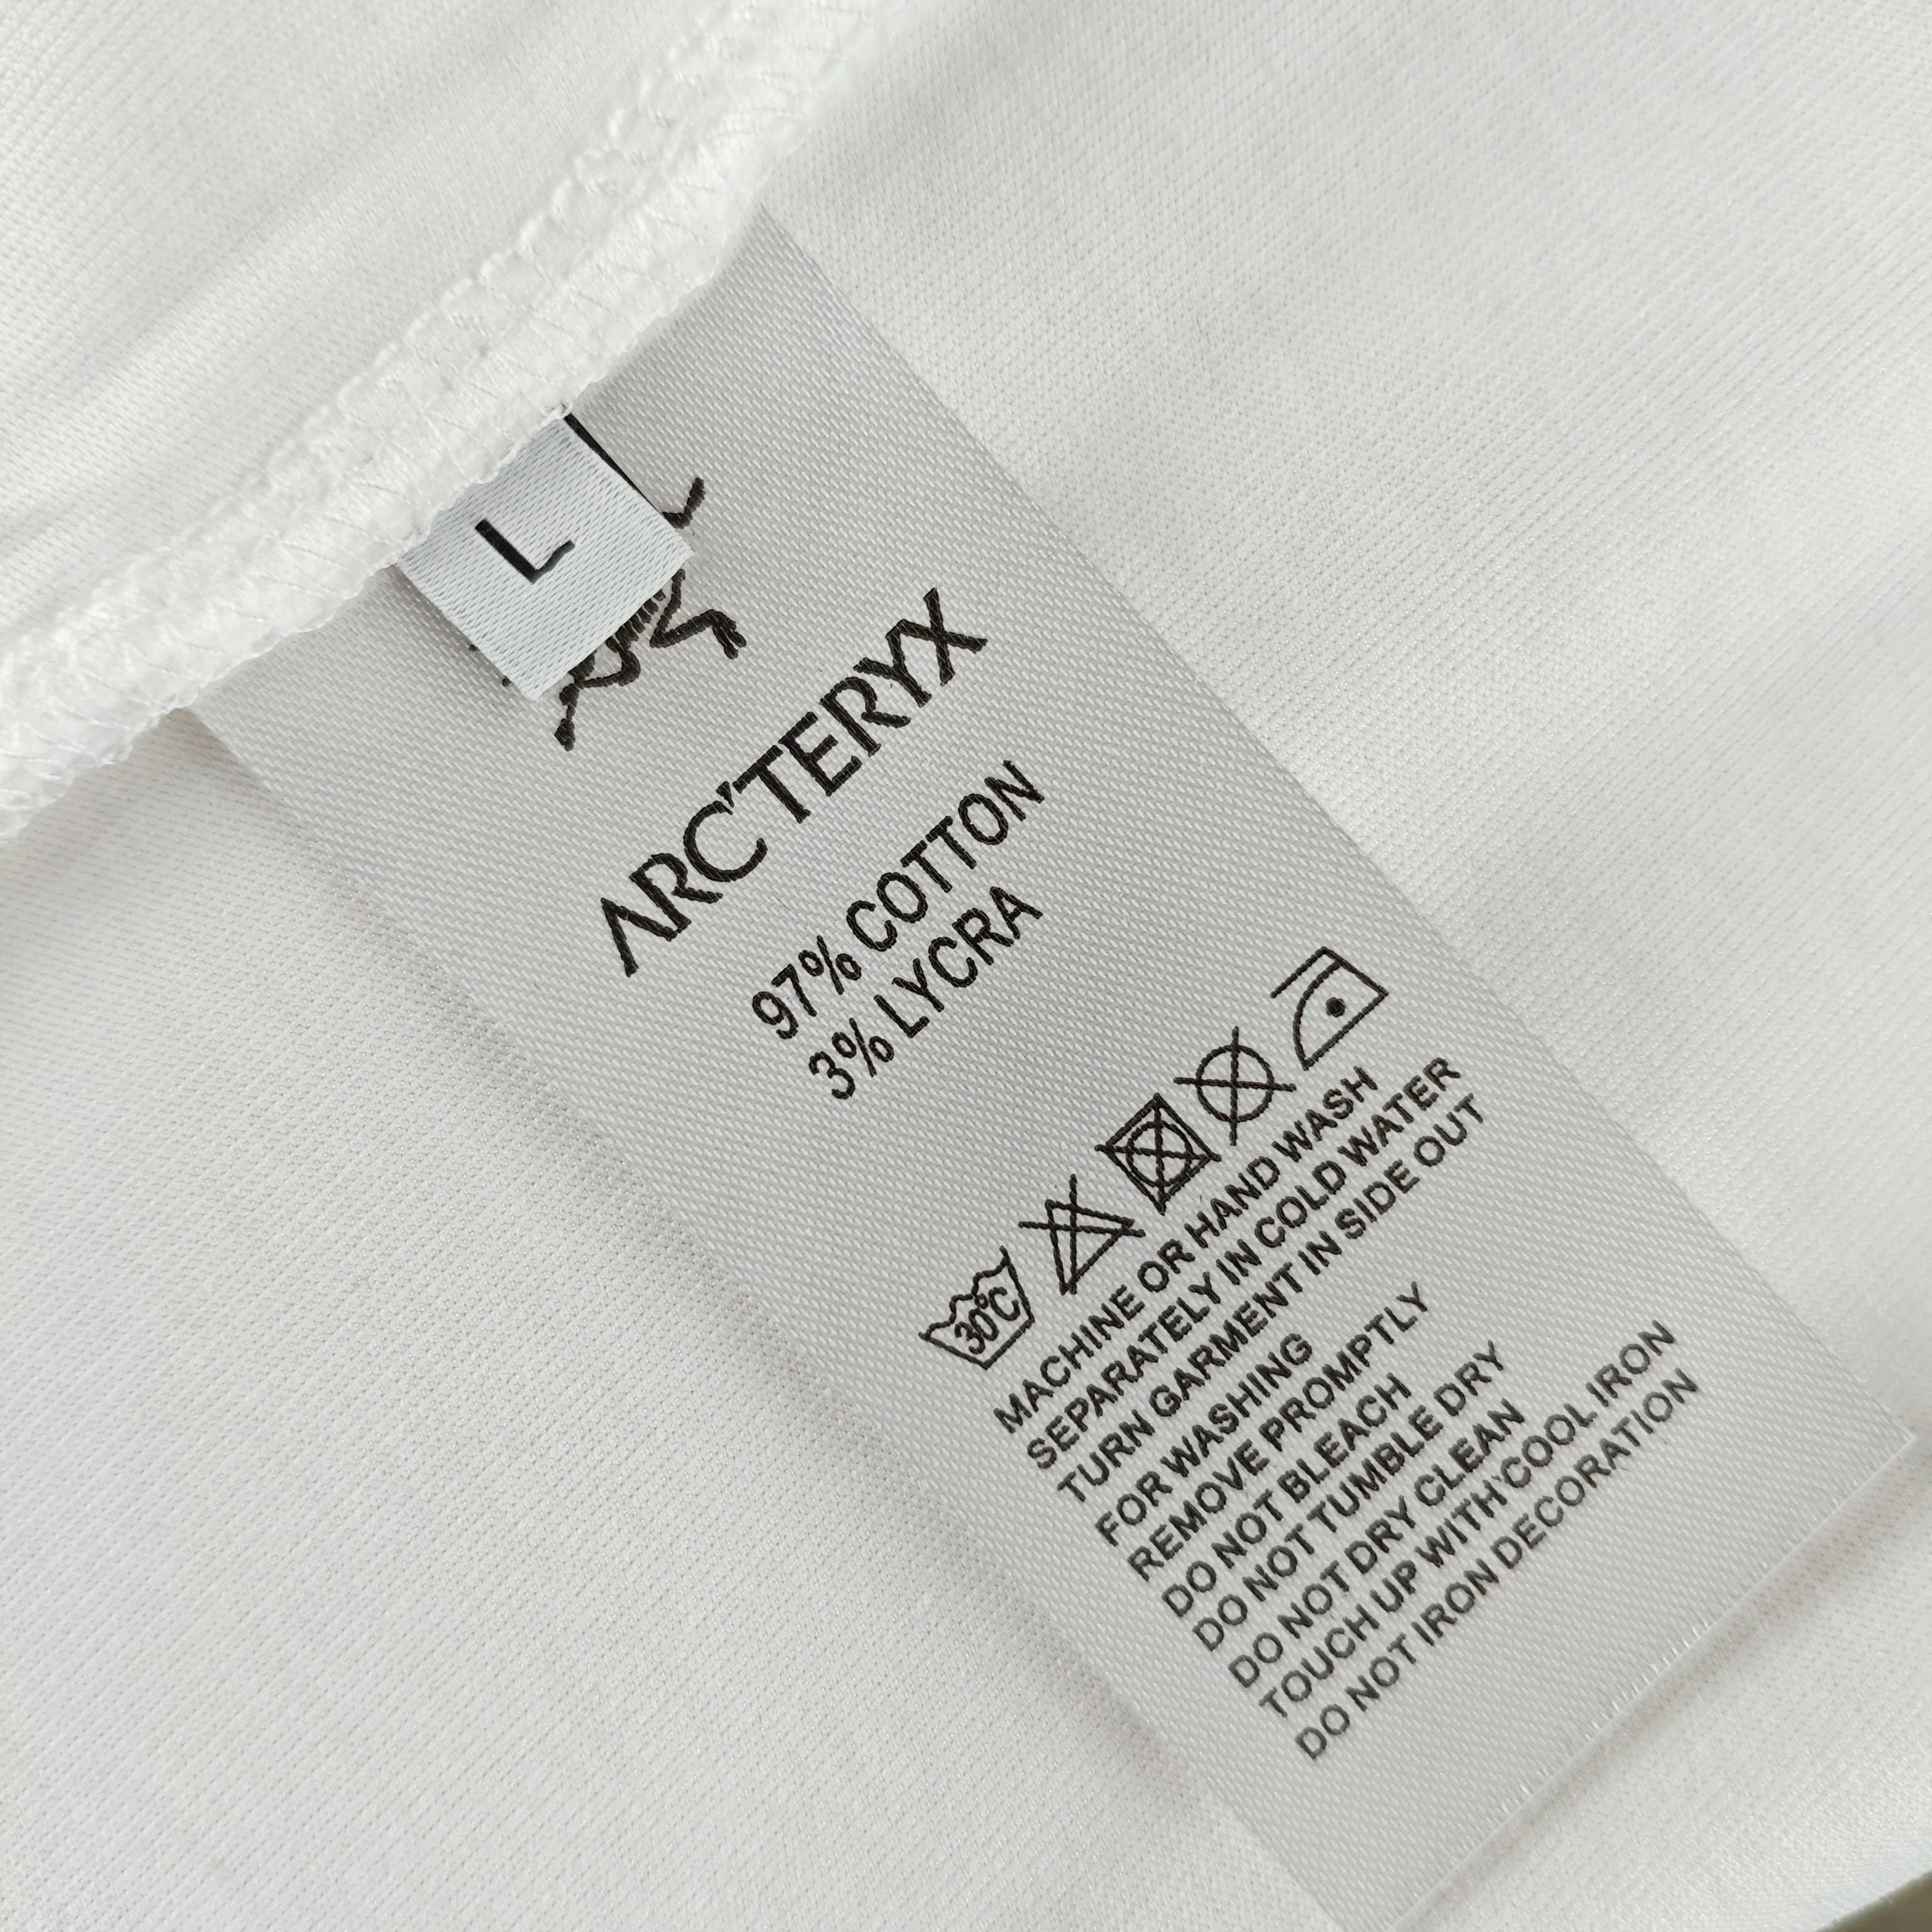 L
ARC'TERYX
97% COTTON
3% LYCRA
30°C
MACHINE OR HAND WASH
SEPARATELY IN COLD WATER
TURN GARMENT IN SIDE OUT
FOR WASHING
REMOVE PROMPTLY
DO NOT BLEACH
DO NOT TUMBLE DRY
DO NOT DRY CLEAN
TOUCH UP WITH COOL IRON
DO NOT IRON DECORATION